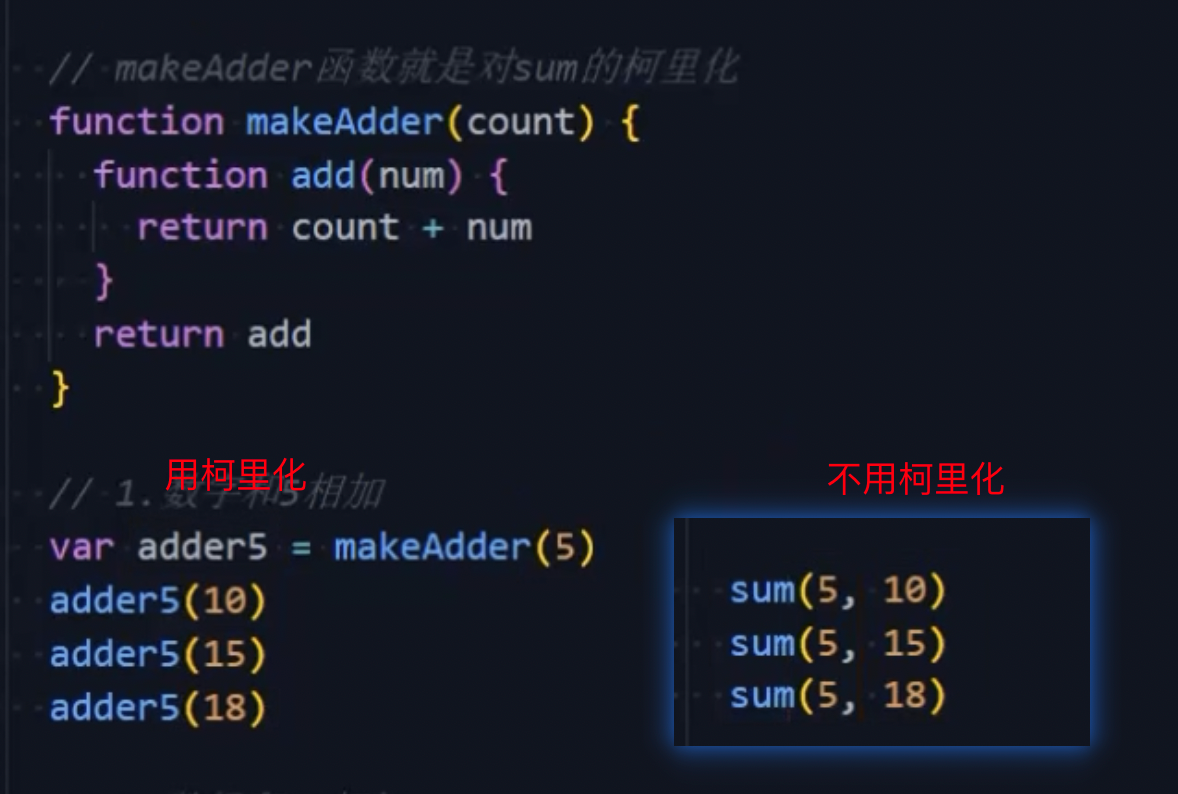 // makeAdder函数就是对sum的柯里化
function makeAdder(count) {
function add(num) {
return count + num
}
return add
}
用柯里化
不用柯里化
// 1.数字和5相加
var adder5 = makeAdder(5)
adder5(10)
adder5(15)
adder5(18)
sum(5, 10)
sum(5, 15)
sum(5, 18)